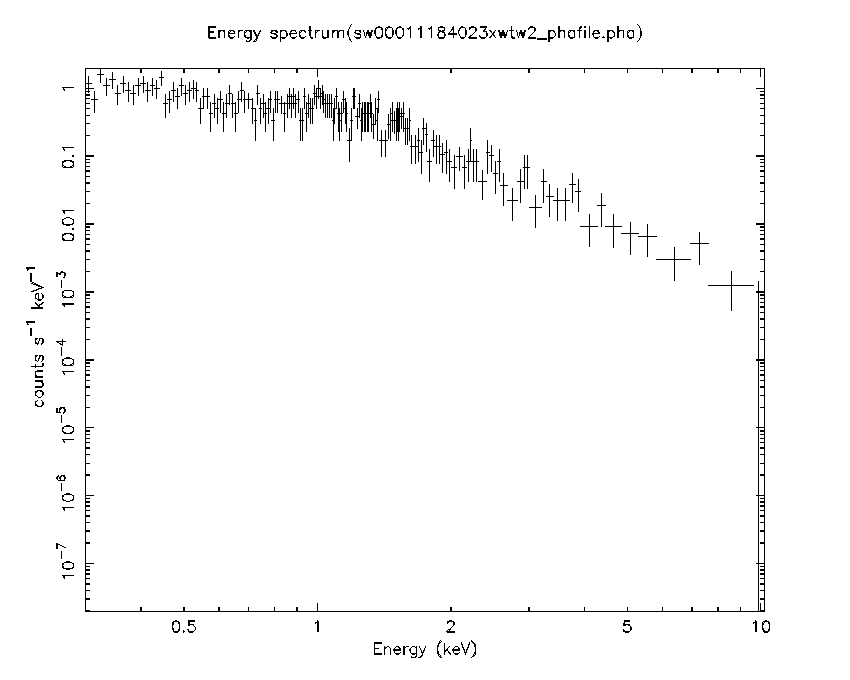 Energy spectrum(sw00011184023xwtw2_phafile.pha)
counts s⁻¹ keV⁻¹
1
0.1
0.01
10⁻³
10⁻⁴
10⁻⁵
10⁻⁶
10⁻⁷
0.5 1 2 5 10
Energy (keV)